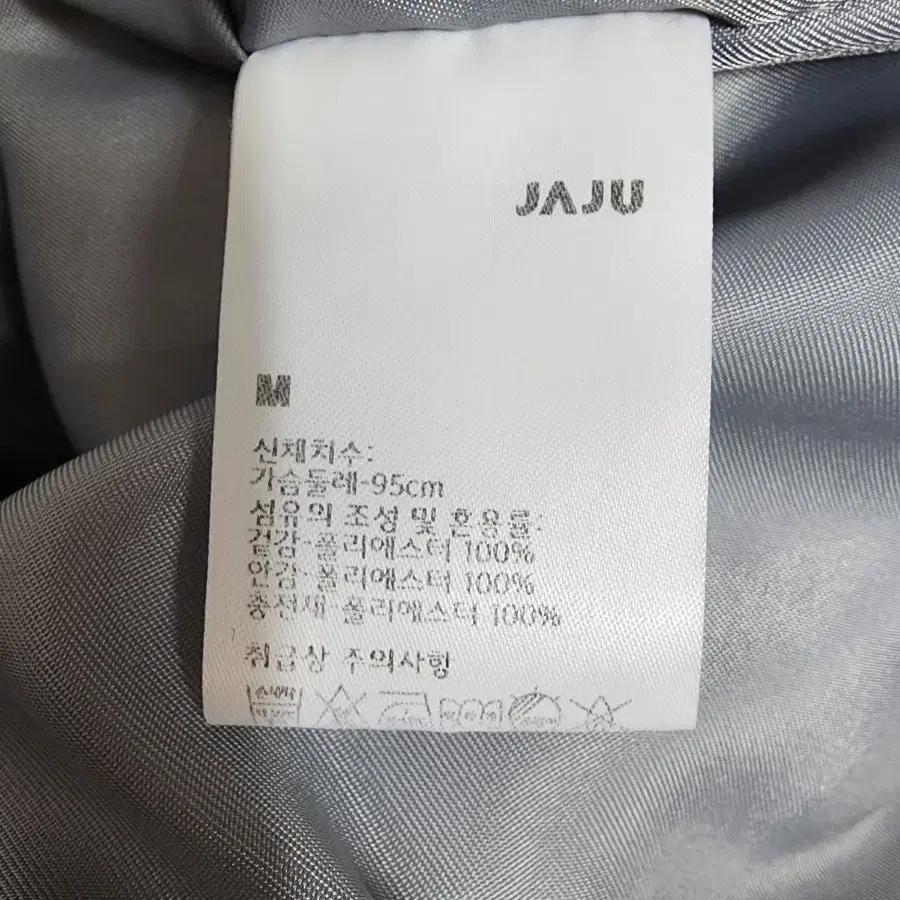 JAJU
M
신체치수:
가슴둘레-95cm
섬유의 조성 및 혼용률:
겉감-폴리에스터 100%
안감-폴리에스터 100%
충전재-폴리에스터 100%
취급상 주의사항